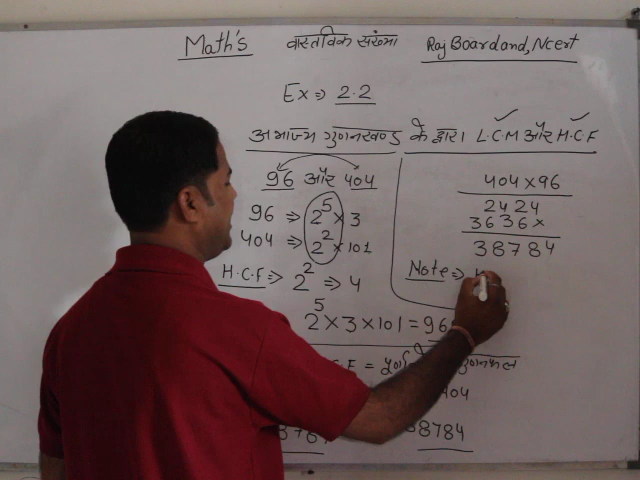 Math's वास्तविक संख्या Raj Board and, Ncert
Ex ⇒ 2.2
अभाज्य गुणनखण्ड के द्वारा L.C.M और H.C.F
96 और 404
96 ⇒ 2⁵ × 3
404 ⇒ 2² × 101
H.C.F ⇒ 2² ⇒ 4
2⁵ × 3 × 101 = 96
404 × 96
2424
3636×
38784
Note ⇒
=
404
38784